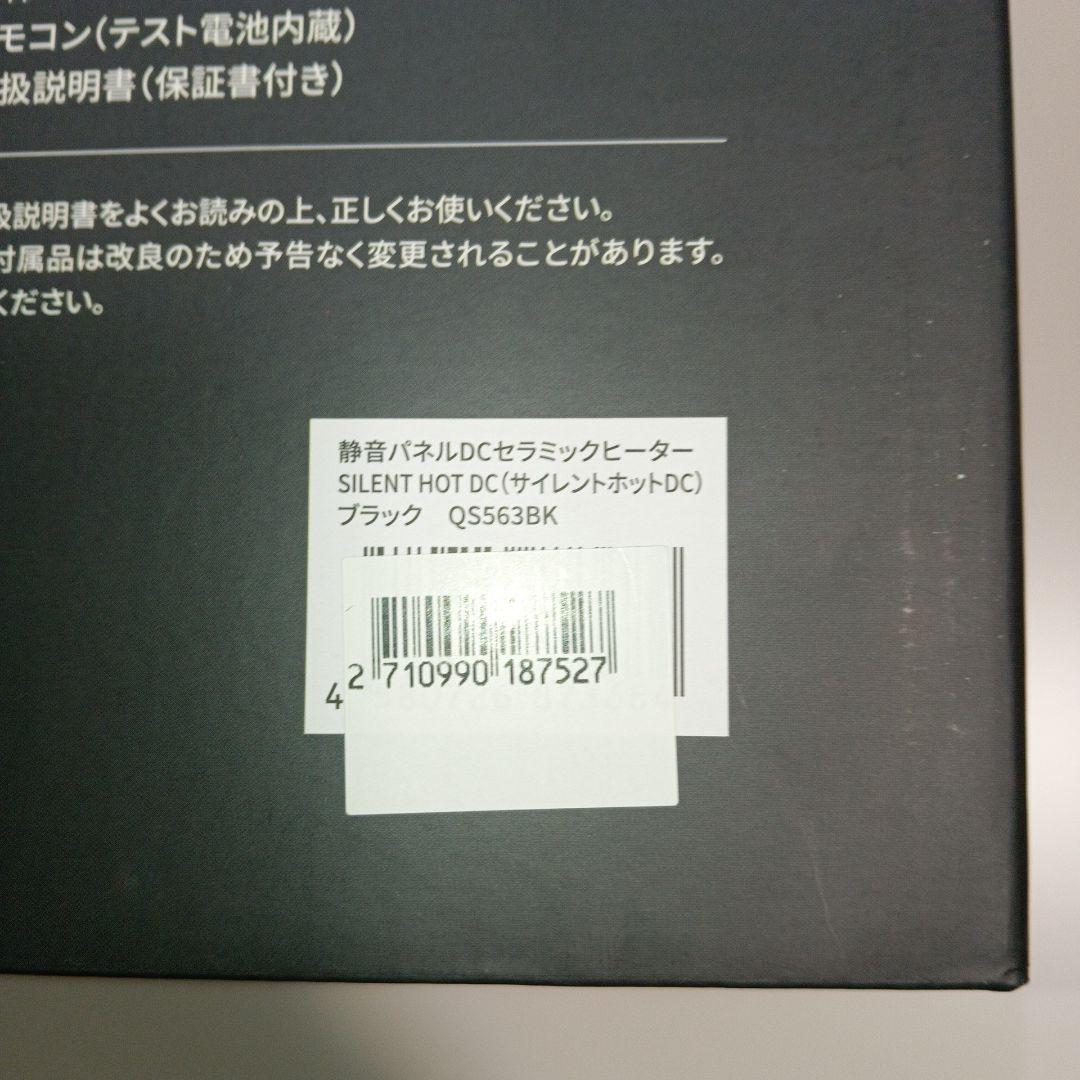 モコン(テスト電池内蔵)
扱説明書(保証書付き)
扱説明書をよくお読みの上、正しくお使いください。
付属品は改良のため予告なく変更されることがあります。
ください。
静音パネルDCセラミックヒーター
SILENT HOT DC(サイレントホットDC)
ブラック QS563BK
2 710990 187527
4